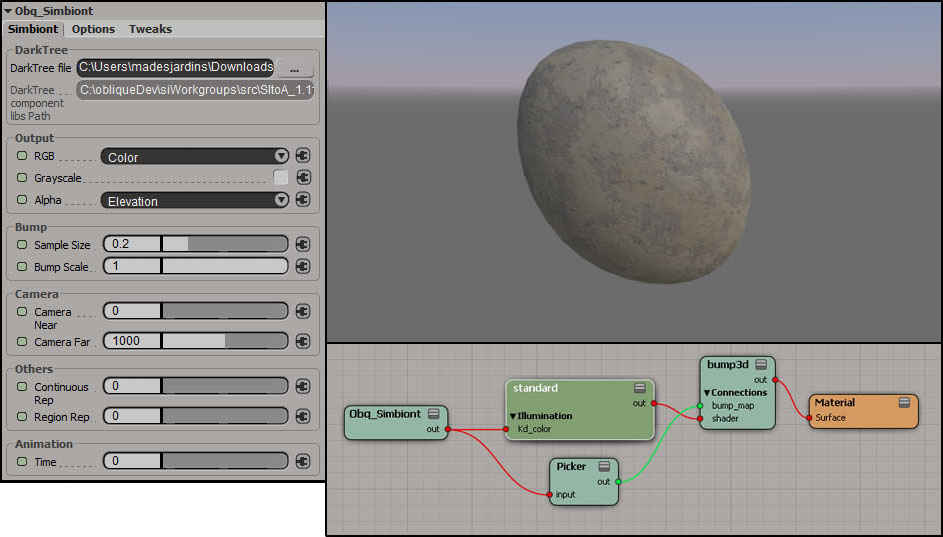 Obq_Simbiont
Simbiont Options Tweaks
DarkTree
DarkTree file C:\Users\madesjardins\Downloads ...
DarkTree component libs Path C:\obliqueDev\siWorkgroups\src\SItoA_1.1
Output
RGB Color
Grayscale
Alpha Elevation
Bump
Sample Size 0.2
Bump Scale 1
Camera
Camera Near 0
Camera Far 1000
Others
Continuous Rep 0
Region Rep 0
Animation
Time 0
Obq_Simbiont
out
standard
out
Illumination
Kd_color
Picker
out
input
bump3d
out
Connections
bump_map
shader
Material
Surface